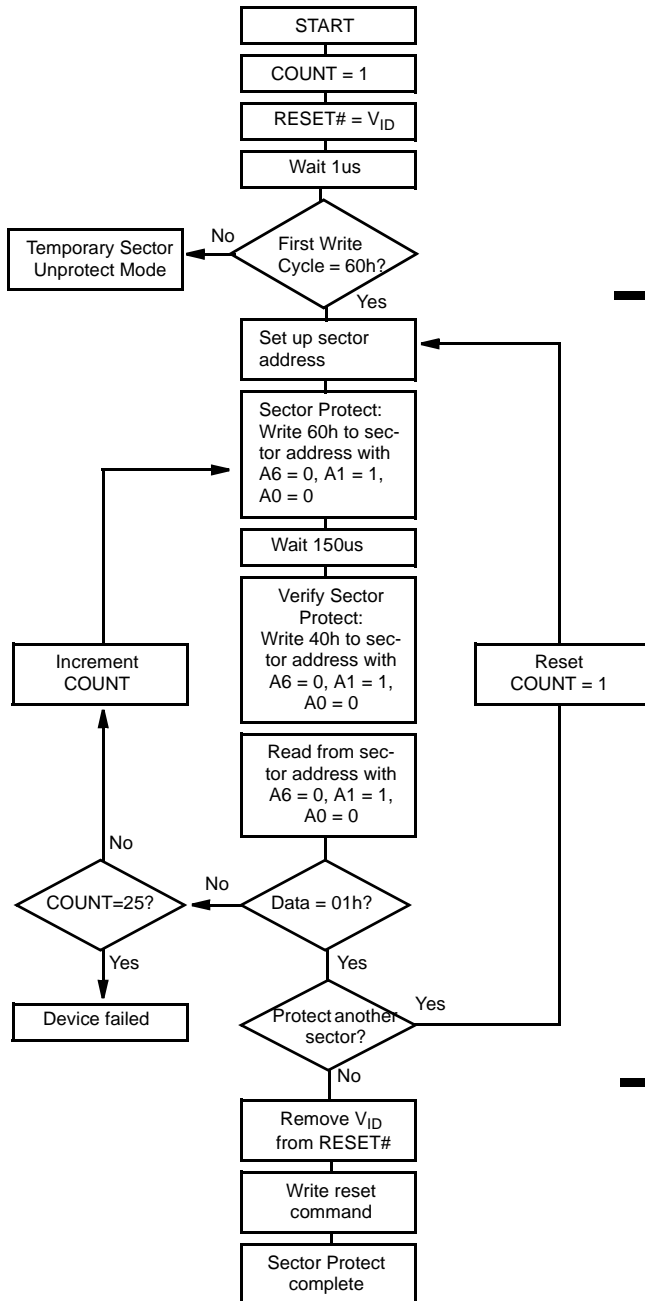 START
COUNT = 1
RESET# = VID
Wait 1us
No
First Write
Cycle = 60h?
Temporary Sector
Unprotect Mode
Yes
Set up sector
address
Sector Protect:
Write 60h to sec-
tor address with
A6 = 0, A1 = 1,
A0 = 0
Wait 150us
Verify Sector
Protect:
Write 40h to sec-
tor address with
A6 = 0, A1 = 1,
A0 = 0
Increment
COUNT
Reset
COUNT = 1
Read from sec-
tor address with
A6 = 0, A1 = 1,
A0 = 0
No
COUNT=25?
No
Data = 01h?
Yes
Yes
Device failed
Protect another
sector?
Yes
No
Remove VID
from RESET#
Write reset
command
Sector Protect
complete